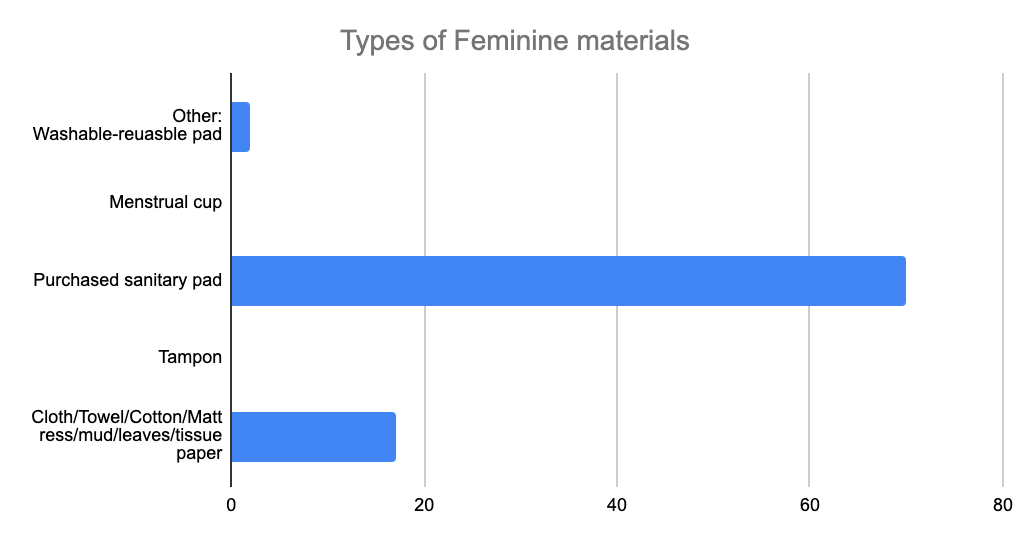 Types of Feminine materials
Other:
Washable-reuasble pad
Menstrual cup
Purchased sanitary pad
Tampon
Cloth/Towel/Cotton/Matt
ress/mud/leaves/tissue
paper
0 20 40 60 80